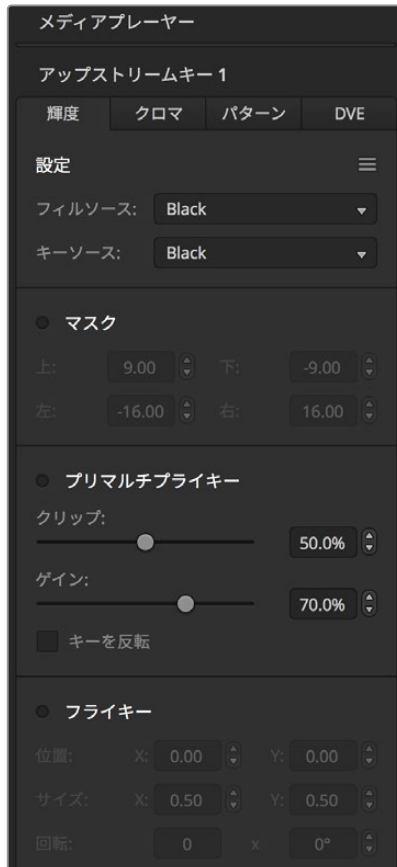 メディアプレーヤー
アップストリームキー 1
輝度 クロマ パターン DVE
設定
フィルソース: Black
キーソース: Black
マスク
上: 9.00 下: -9.00
左: -16.00 右: 16.00
プリマルチプライキー
クリップ:
50.0%
ゲイン:
70.0%
キーを反転
フライキー
位置: X: 0.00 Y: 0.00
サイズ: X: 0.50 Y: 0.50
回転: 0 x 0°